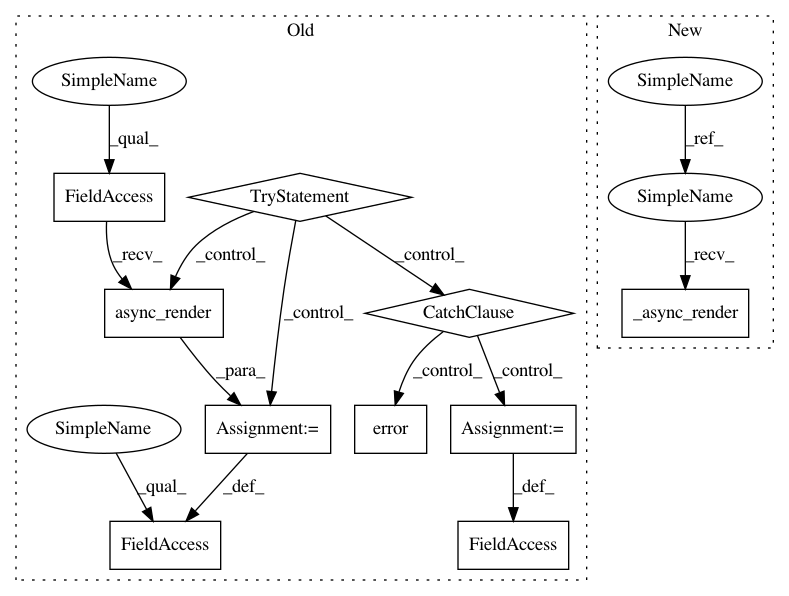 Old
New
SimpleName
SimpleName
_qual_
_ref_
FieldAccess
TryStatement
SimpleName
_recv_
_control_
_control_
_recv_
async_render
_control_
CatchClause
_async_render
_para_
_control_
_control_
SimpleName
Assignment:=
error
Assignment:=
_qual_
_def_
_def_
FieldAccess
FieldAccess